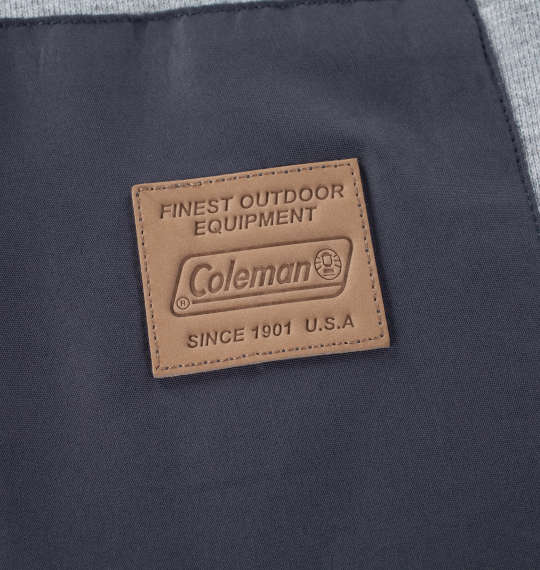 FINEST OUTDOOR
EQUIPMENT
Coleman
®
SINCE 1901 U.S.A